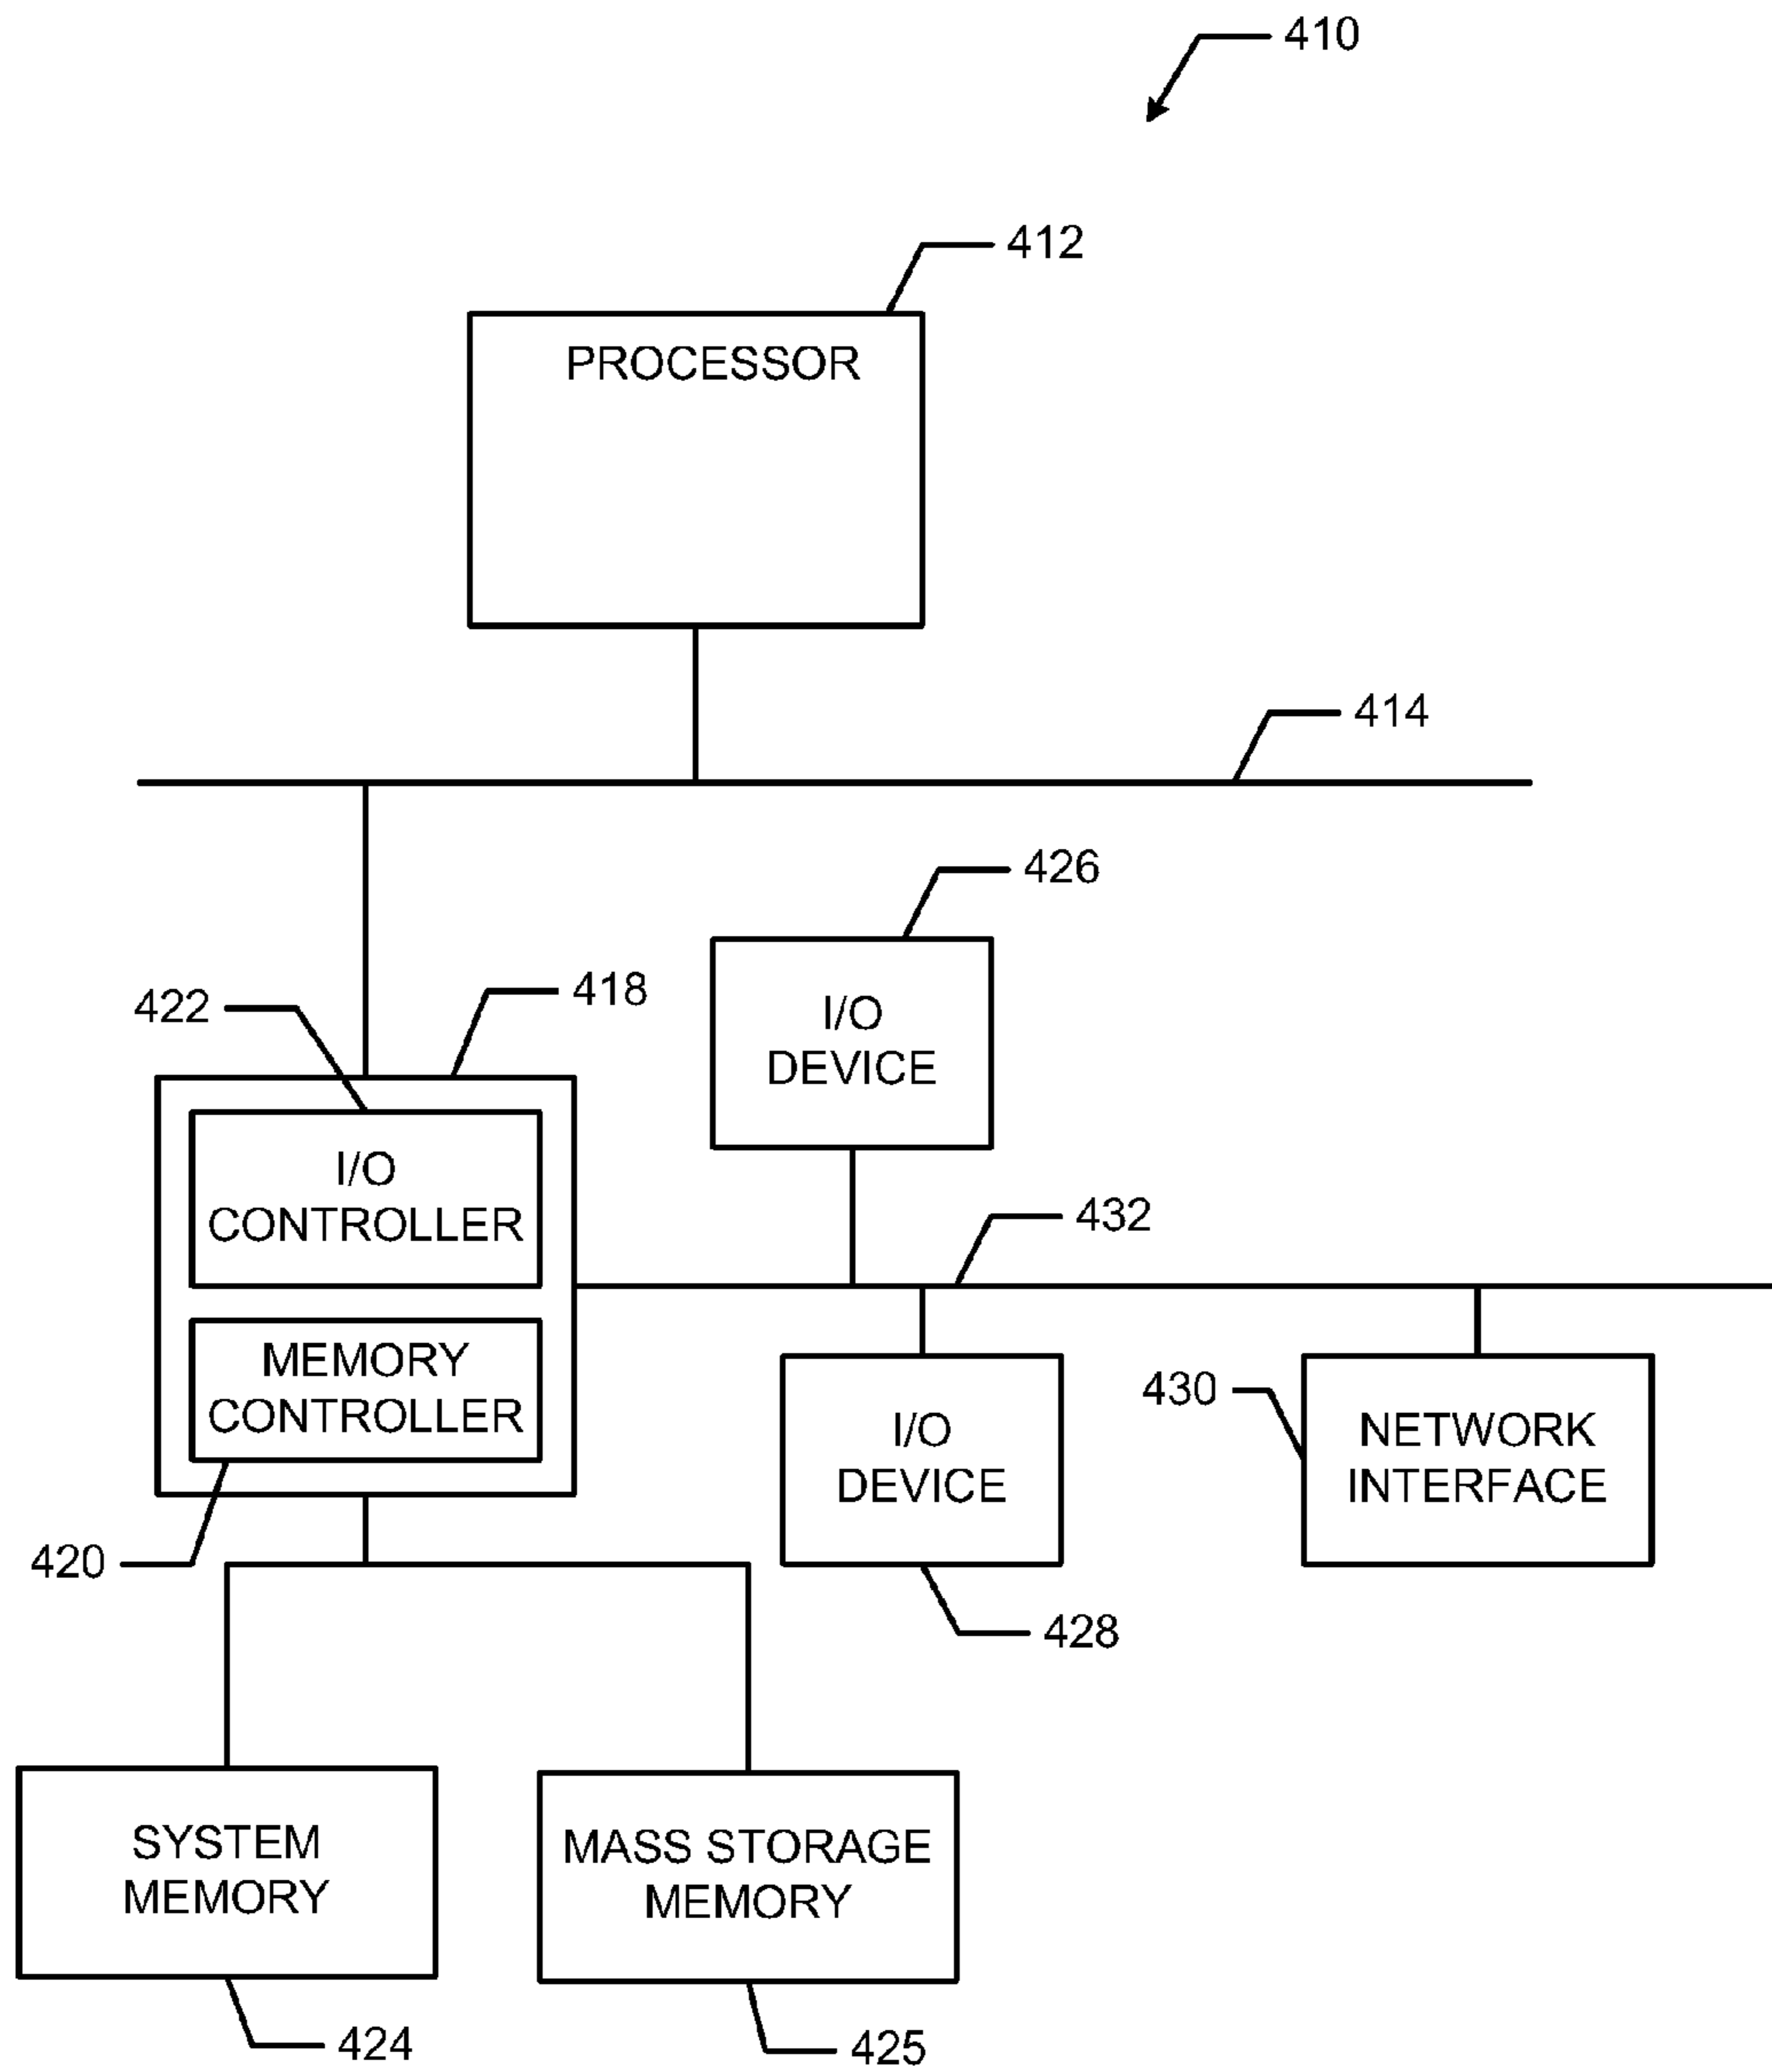 410
412
PROCESSOR
414
426
422
418
I/O
DEVICE
I/O
CONTROLLER
432
MEMORY
CONTROLLER
430
I/O
DEVICE
NETWORK
INTERFACE
420
428
SYSTEM
MEMORY
MASS STORAGE
MEMORY
424
425